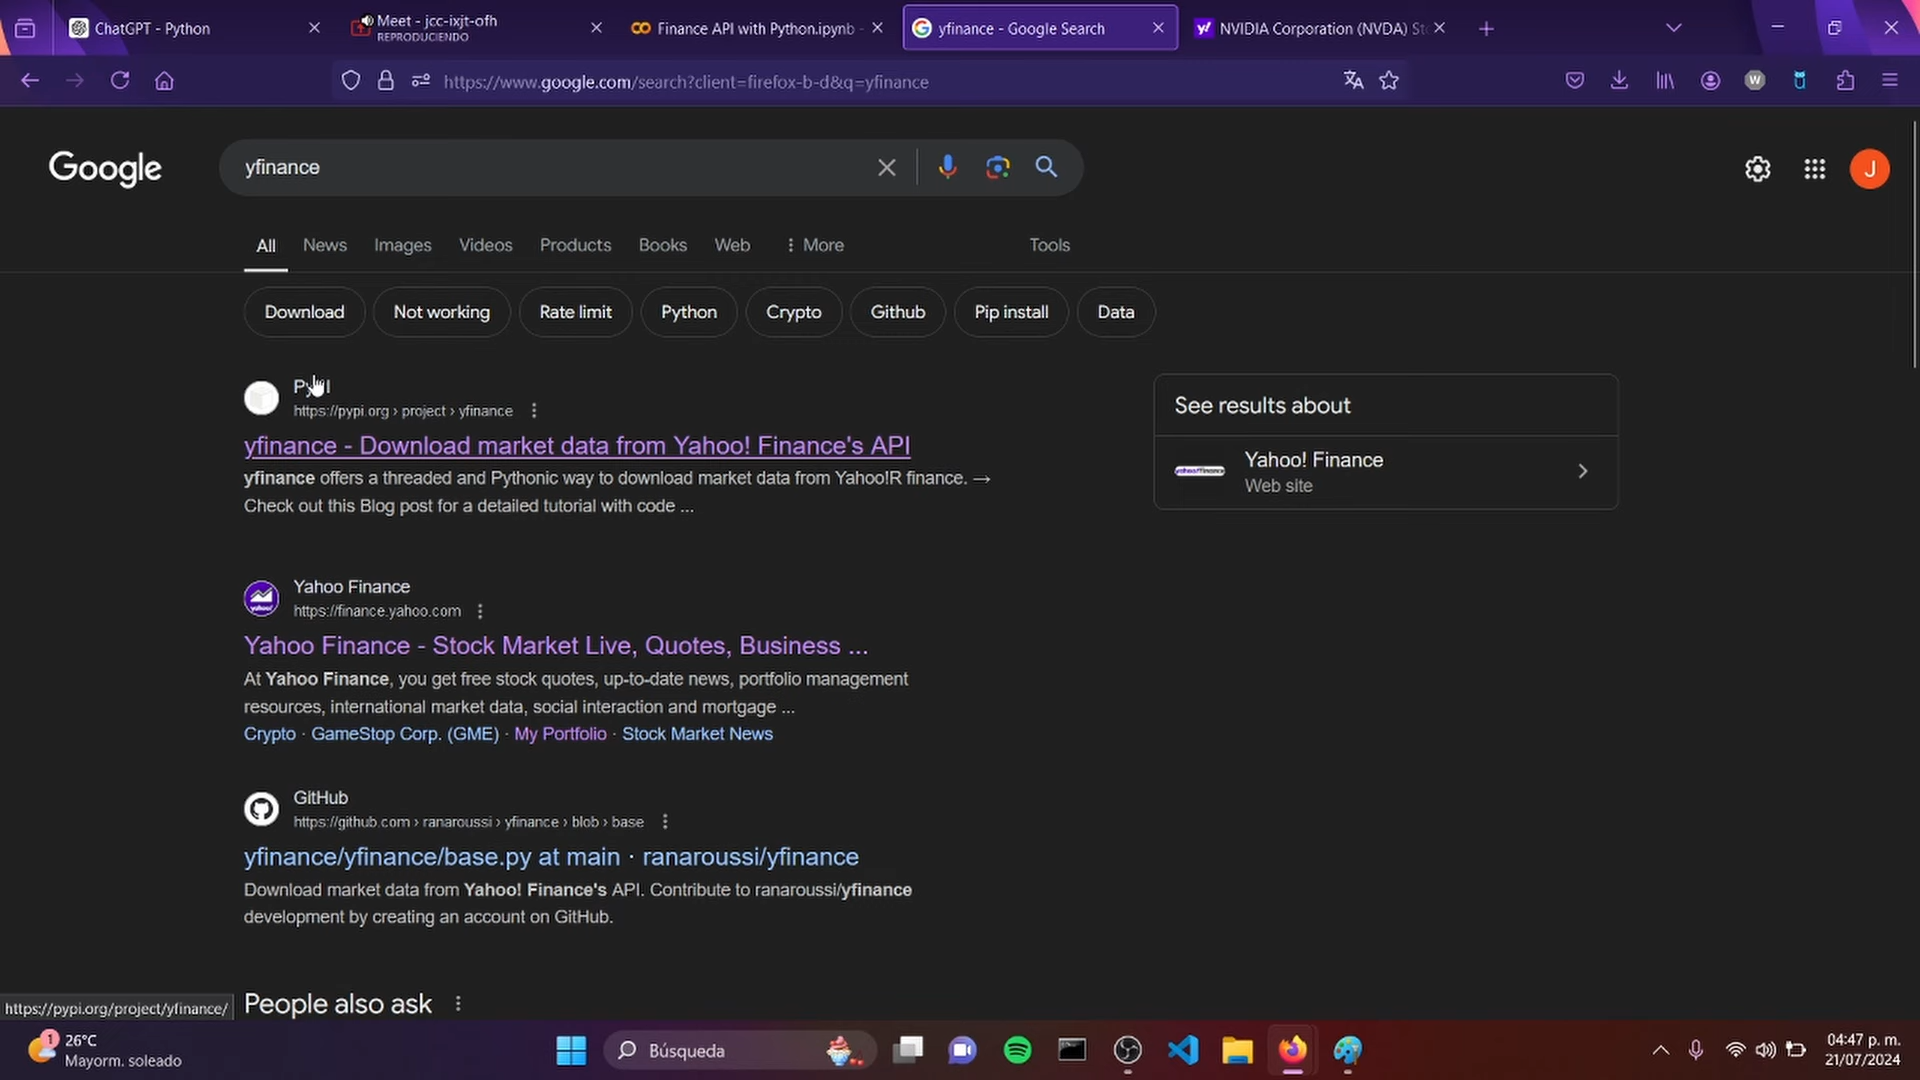 ChatGPT - Python
Meet - jcc-ixjt-ofh
REPRODUCIENDO
Finance API with Python.ipynb -
yfinance - Google Search
NVIDIA Corporation (NVDA) Sto
https://www.google.com/search?client=firefox-b-d&q=yfinance
W
Google
yfinance
J
All
News
Images
Videos
Products
Books
Web
More
Tools
Download
Not working
Rate limit
Python
Crypto
Github
Pip install
Data
https://pypi.org › project › yfinance
yfinance - Download market data from Yahoo! Finance's API
yfinance offers a threaded and Pythonic way to download market data from Yahoo!R finance. →
Check out this Blog post for a detailed tutorial with code ...
See results about
Yahoo! Finance
Web site
Yahoo Finance
https://finance.yahoo.com
Yahoo Finance - Stock Market Live, Quotes, Business ...
At Yahoo Finance, you get free stock quotes, up-to-date news, portfolio management
resources, international market data, social interaction and mortgage ...
Crypto · GameStop Corp. (GME) · My Portfolio · Stock Market News
GitHub
https://github.com › ranaroussi › yfinance › blob › base
yfinance/yfinance/base.py at main · ranaroussi/yfinance
Download market data from Yahoo! Finance's API. Contribute to ranaroussi/yfinance
development by creating an account on GitHub.
People also ask
https://pypi.org/project/yfinance/
1
26°C
Mayorm. soleado
Búsqueda
04:47 p. m.
21/07/2024